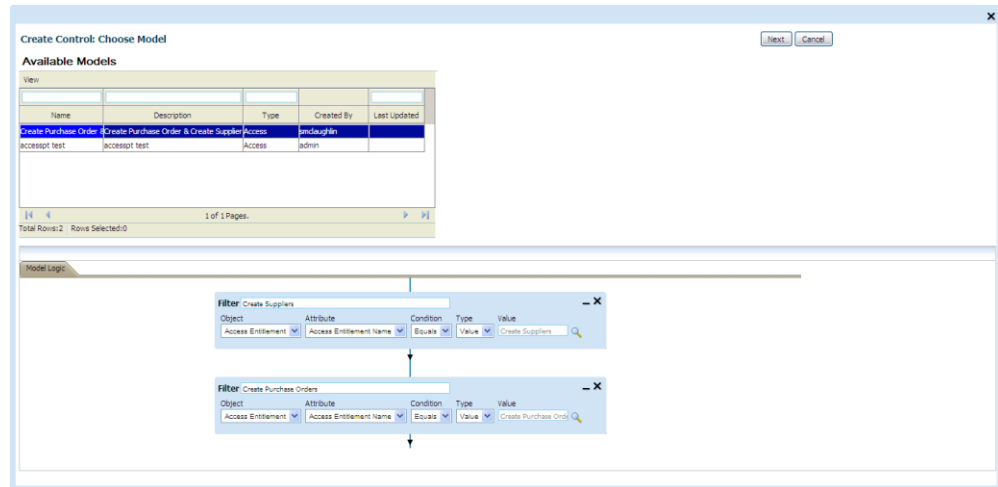 Create Control: Choose Model
Next Cancel
Available Models
View
Name Description Type Created By Last Updated
Create Purchase Order & Create Purchase Order & Create Supplier Access smclaughlin
accesspt test accesspt test Access admin
1 of 1 Pages.
Total Rows:2 Rows Selected:0
Model Logic
Filter Create Suppliers
Object Attribute Condition Type Value
Access Entitlement Access Entitlement Name Equals Value Create Suppliers
Filter Create Purchase Orders
Object Attribute Condition Type Value
Access Entitlement Access Entitlement Name Equals Value Create Purchase Orde